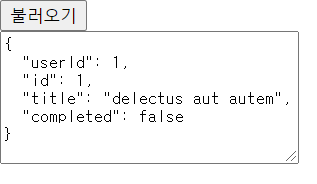 불러오기
{
  "userId": 1,
  "id": 1,
  "title": "delectus aut autem",
  "completed": false
}